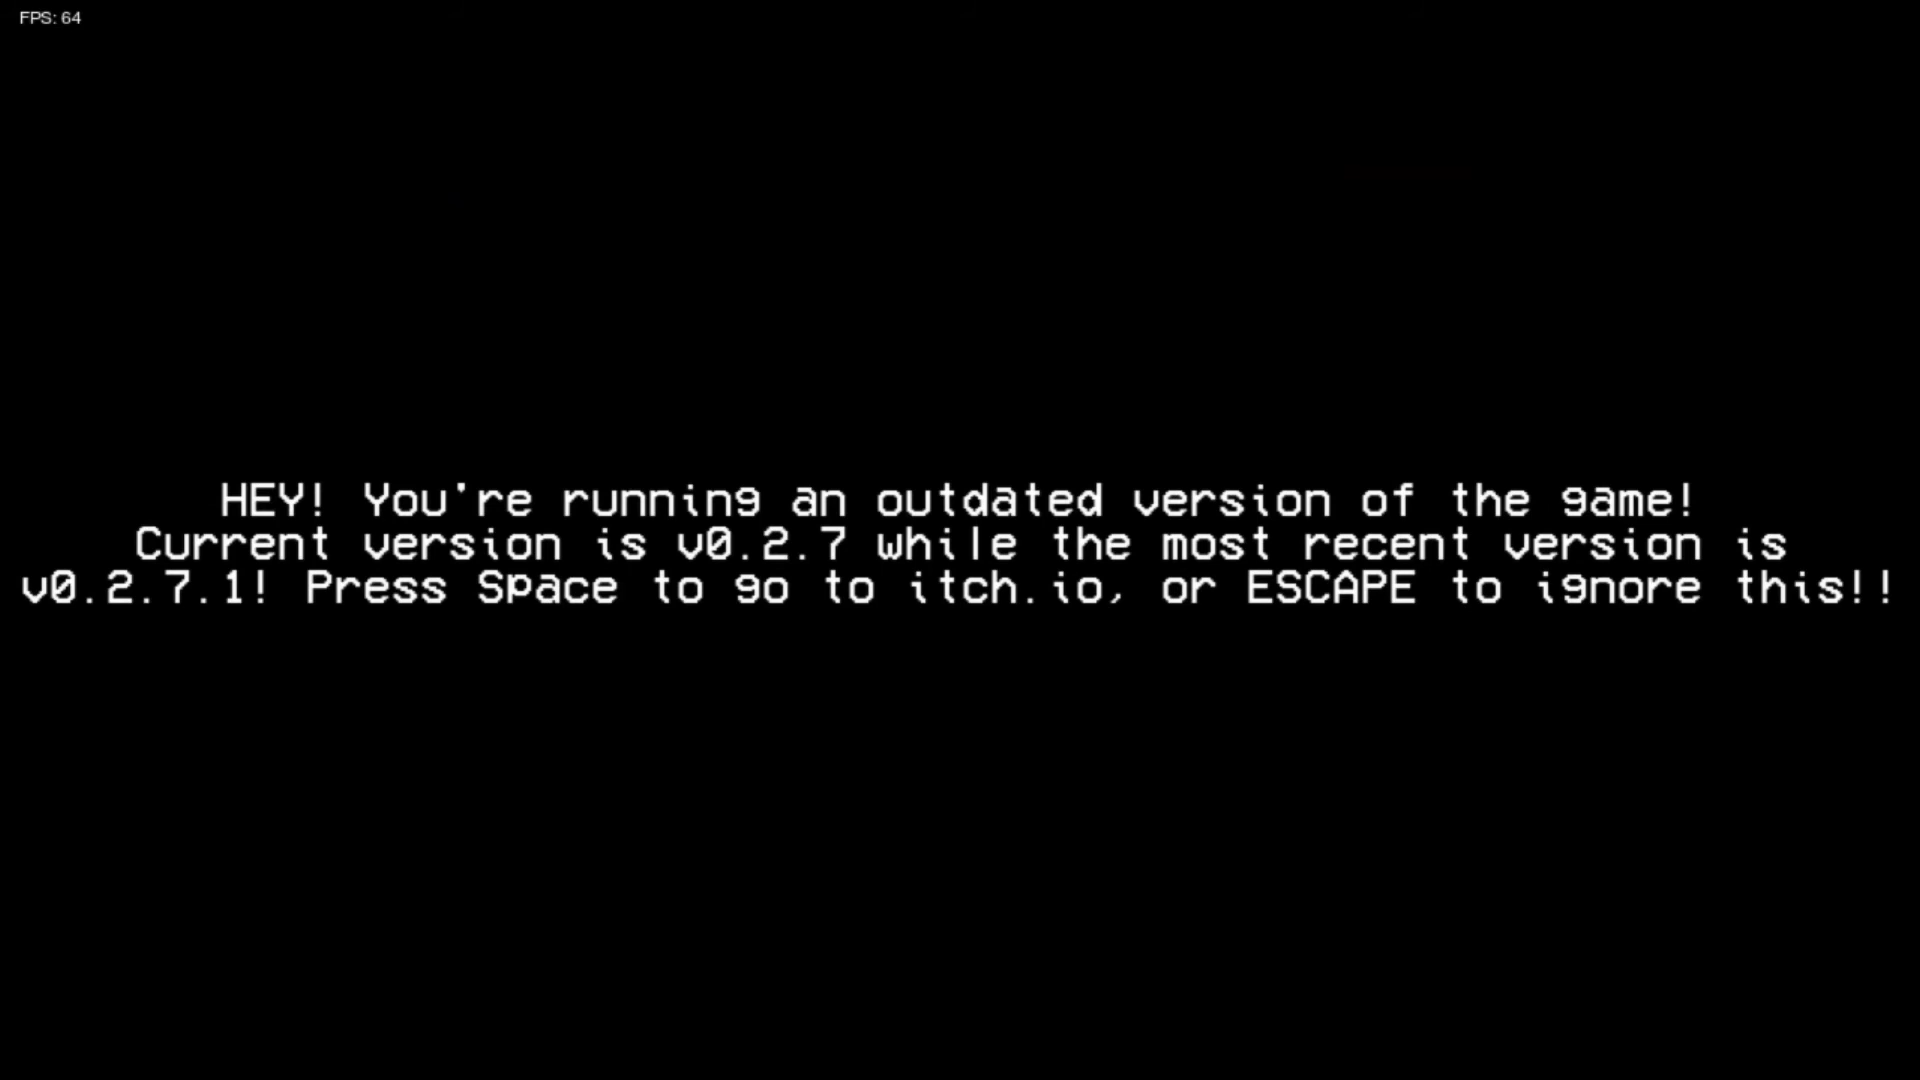 FPS: 64
HEY! You're running an outdated version of the game!
Current version is v0.2.7 while the most recent version is
v0.2.7.1! Press Space to go to itch.io, or ESCAPE to ignore this!!